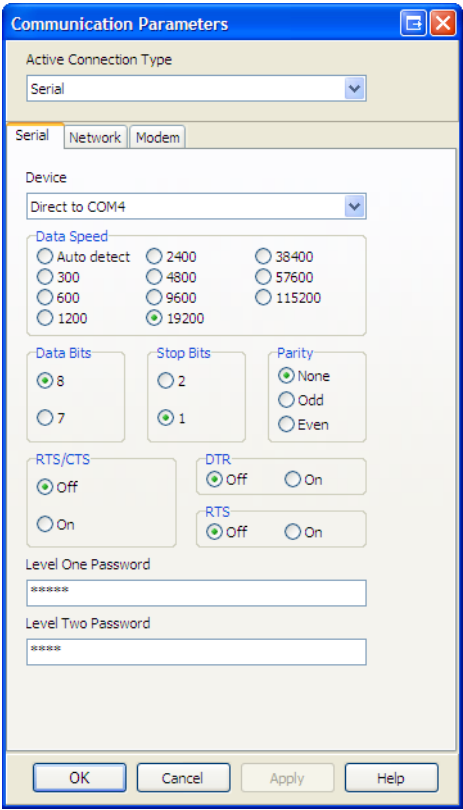 Communication Parameters
Active Connection Type
Serial
Serial Network Modem
Device
Direct to COM4
Data Speed
Auto detect 2400 38400
300 4800 57600
600 9600 115200
1200 19200
Data Bits Stop Bits Parity
8 2 None
Odd
7 1 Even
RTS/CTS DTR
Off Off On
RTS
On Off On
Level One Password
*****
Level Two Password
****
OK Cancel Apply Help